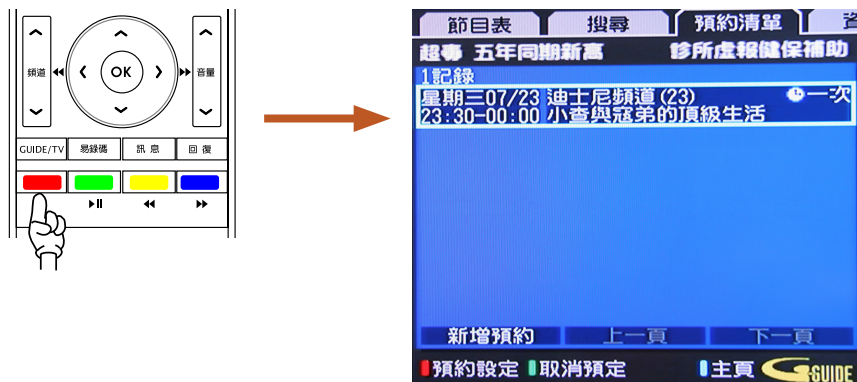 頻道
OK
音量
GUIDE/TV 易錄碼 訊息 回復
節目表 搜尋 預約清單
五年同期新高 診所虛報健保補助
1記錄
星期三07/23 迪士尼頻道(23) 一次
23:30-00:00 小查與寇弟的頂級生活
新增預約 上一頁 下一頁
預約設定 取消預定 主頁 GGUIDE